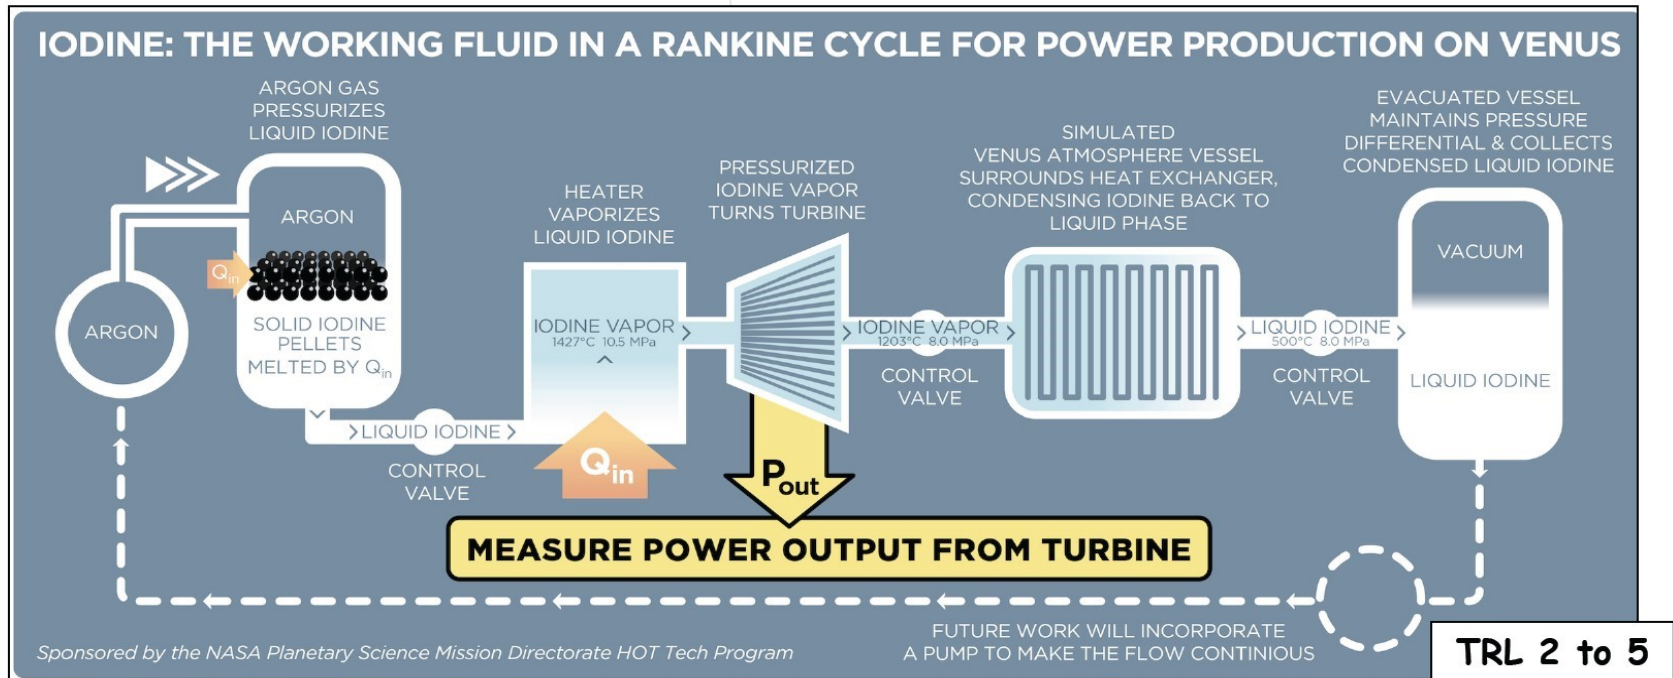 IODINE: THE WORKING FLUID IN A RANKINE CYCLE FOR POWER PRODUCTION ON VENUS
ARGON GAS
PRESSURIZES
LIQUID IODINE
ARGON
ARGON
Qin
SOLID IODINE
PELLETS
MELTED BY Qin
LIQUID IODINE
CONTROL
VALVE
HEATER
VAPORIZES
LIQUID IODINE
IODINE VAPOR
1427°C 10.5 MPa
Qin
PRESSURIZED
IODINE VAPOR
TURNS TURBINE
Pout
MEASURE POWER OUTPUT FROM TURBINE
IODINE VAPOR
1203°C 8.0 MPa
CONTROL
VALVE
SIMULATED
VENUS ATMOSPHERE VESSEL
SURROUNDS HEAT EXCHANGER,
CONDENSING IODINE BACK TO
LIQUID PHASE
LIQUID IODINE
500°C 8.0 MPa
CONTROL
VALVE
EVACUATED VESSEL
MAINTAINS PRESSURE
DIFFERENTIAL & COLLECTS
CONDENSED LIQUID IODINE
VACUUM
LIQUID IODINE
FUTURE WORK WILL INCORPORATE
A PUMP TO MAKE THE FLOW CONTINIOUS
Sponsored by the NASA Planetary Science Mission Directorate HOT Tech Program
TRL 2 to 5